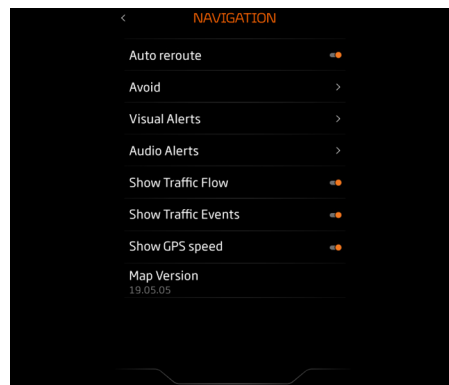 NAVIGATION
Auto reroute
Avoid
Visual Alerts
Audio Alerts
Show Traffic Flow
Show Traffic Events
Show GPS speed
Map Version
19.05.05